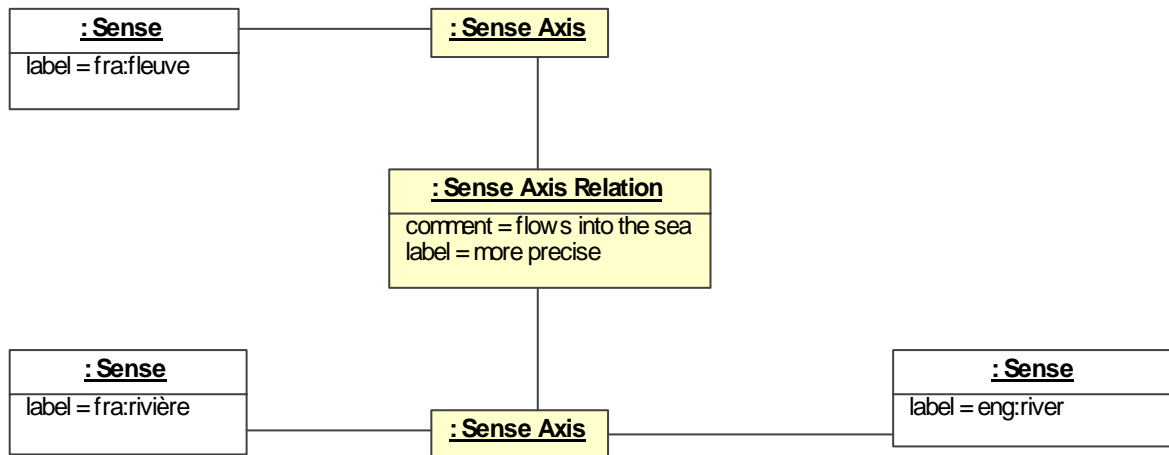 : Sense
label = fra:fleuve
: Sense Axis
: Sense Axis Relation
comment = flows into the sea
label = more precise
: Sense
label = fra:rivière
: Sense Axis
: Sense
label = eng:river